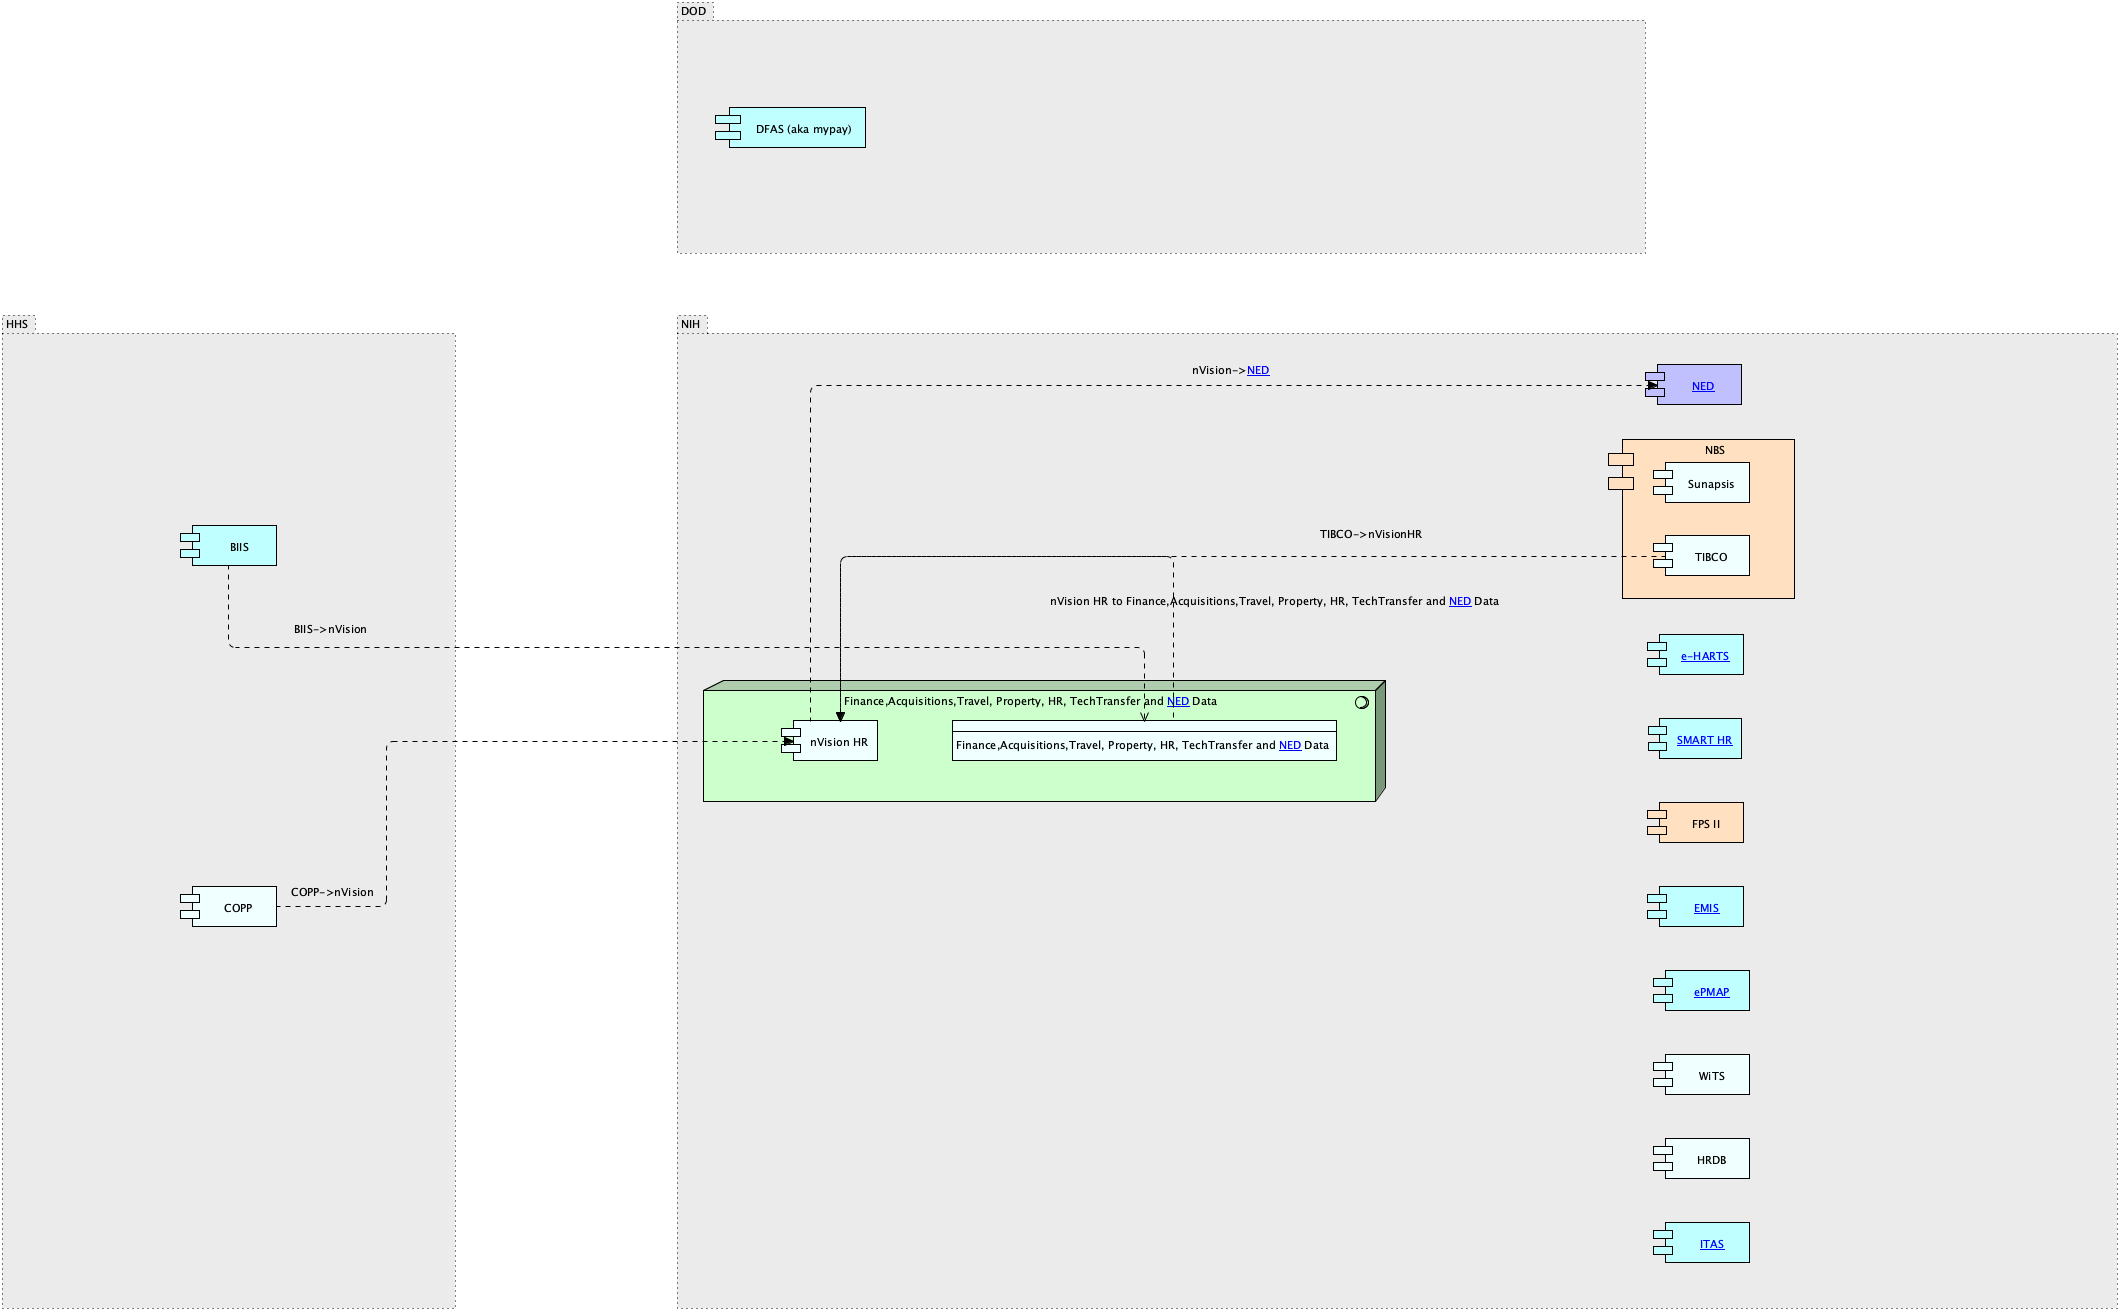 DOD
DFAS (aka mypay)
HHS
NIH
nVision->NED
NED
NBS
Sunapsis
TIBCO->nVisionHR
BIIS
TIBCO
nVision HR to Finance,Acquisitions,Travel, Property, HR, TechTransfer and NED Data
BIIS->nVision
e-HARTS
Finance,Acquisitions,Travel, Property, HR, TechTransfer and NED Data
nVision HR
Finance,Acquisitions,Travel, Property, HR, TechTransfer and NED Data
SMART HR
FPS II
COPP->nVision
COPP
EMIS
ePMAP
WiTS
HRDB
ITAS